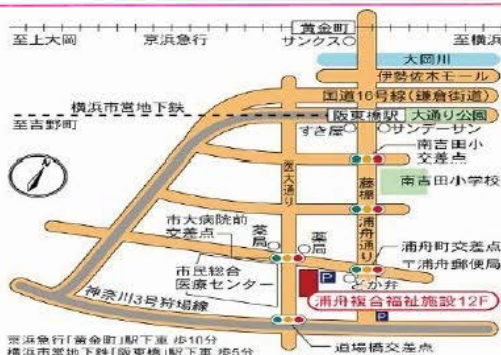 黄金町
サンクス
至上大岡
京浜急行
至横浜
大岡川
伊勢佐木モール
国道16号線(鎌倉街道)
横浜市営地下鉄
至吉野町
阪東橋駅
大通り公園
すき屋
サンデーサン
南吉田小
交差点
医大通り
藤棚浦舟通り
南吉田小学校
市大病院前
交差点
薬局
薬局
浦舟町交差点
〒浦舟郵便局
市民総合
医療センター
P
とか弁
浦舟複合福祉施設12F
神奈川3号狩場線
P
道場橋交差点
京浜急行「黄金町」駅下車 歩10分
横浜市営地下鉄「阪東橋」駅下車 歩5分